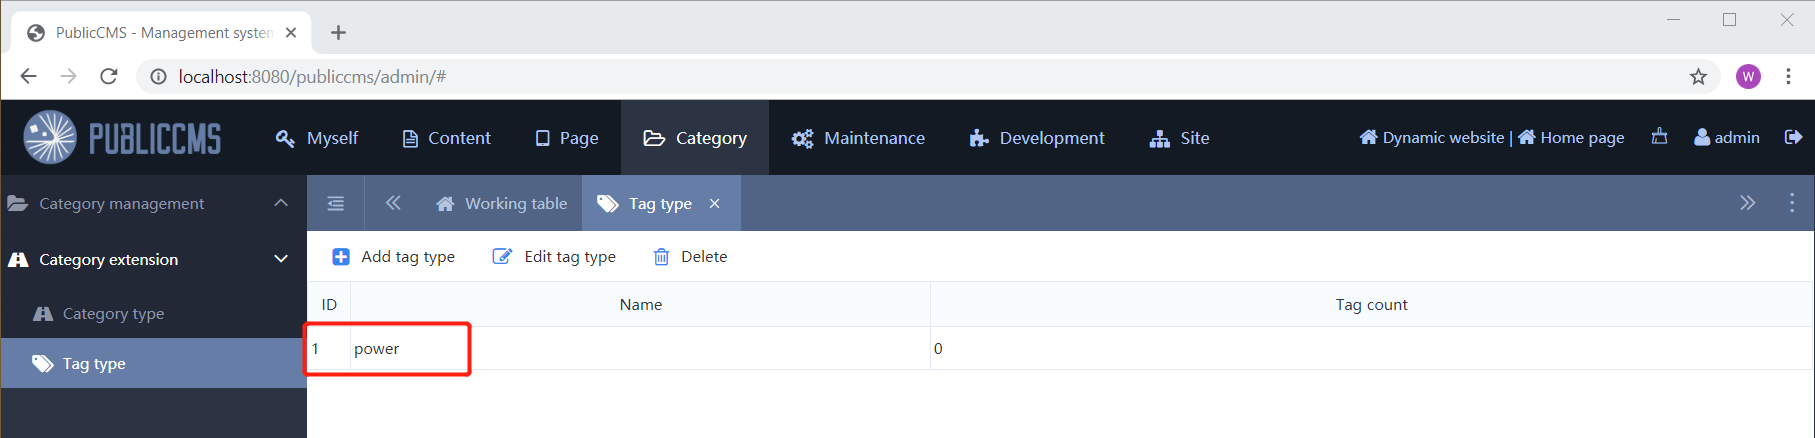 PublicCMS - Management system
localhost:8080/publiccms/admin/#
W
PUBLICCMS Myself Content Page Category Maintenance Development Site Dynamic website | Home page admin
Category management Working table Tag type
Category extension Add tag type Edit tag type Delete
Category type ID Name Tag count
Tag type 1 power 0